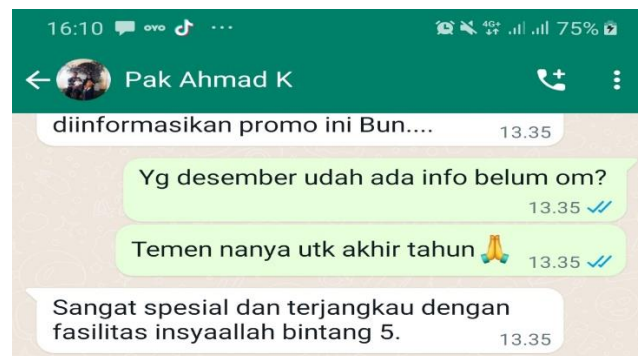 16:10 ovo ... 4G+ 75%
Pak Ahmad K
diinformasikan promo ini Bun....
13.35
Yg desember udah ada info belum om?
13.35
Temen nanya utk akhir tahun 🙏
13.35
Sangat spesial dan terjangkau dengan
fasilitas insyaallah bintang 5.
13.35